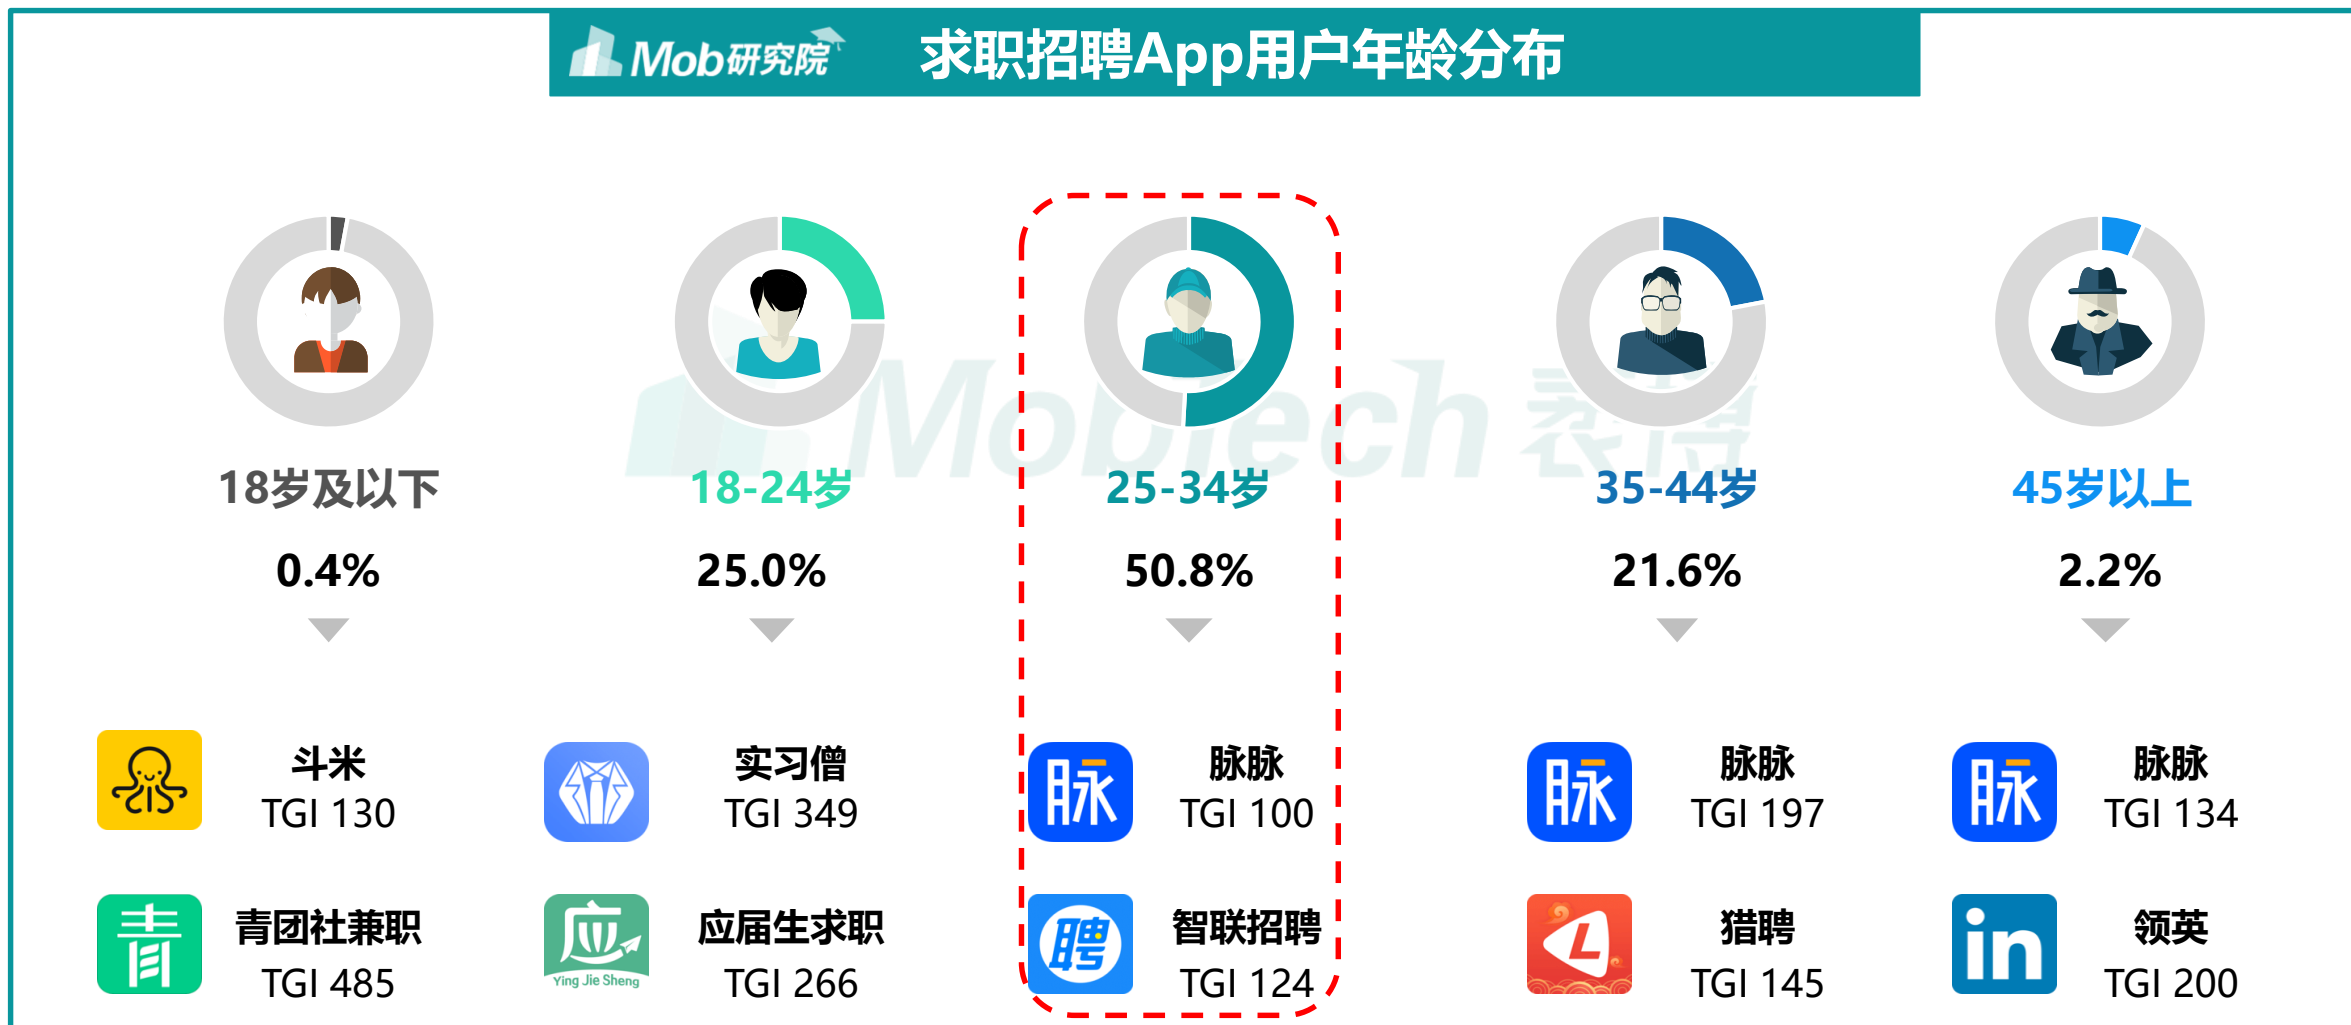 Mob研究院
求职招聘App用户年龄分布
MobTech 袤博
18岁及以下
18-24岁
25-34岁
35-44岁
45岁以上
0.4%
25.0%
50.8%
21.6%
2.2%
斗米
TGI 130
实习僧
TGI 349
脉
脉脉
TGI 100
脉
脉脉
TGI 197
脉
脉脉
TGI 134
青
青团社兼职
TGI 485
应
Ying Jie Sheng
应届生求职
TGI 266
聘
智联招聘
TGI 124
L
猎聘
TGI 145
in
领英
TGI 200